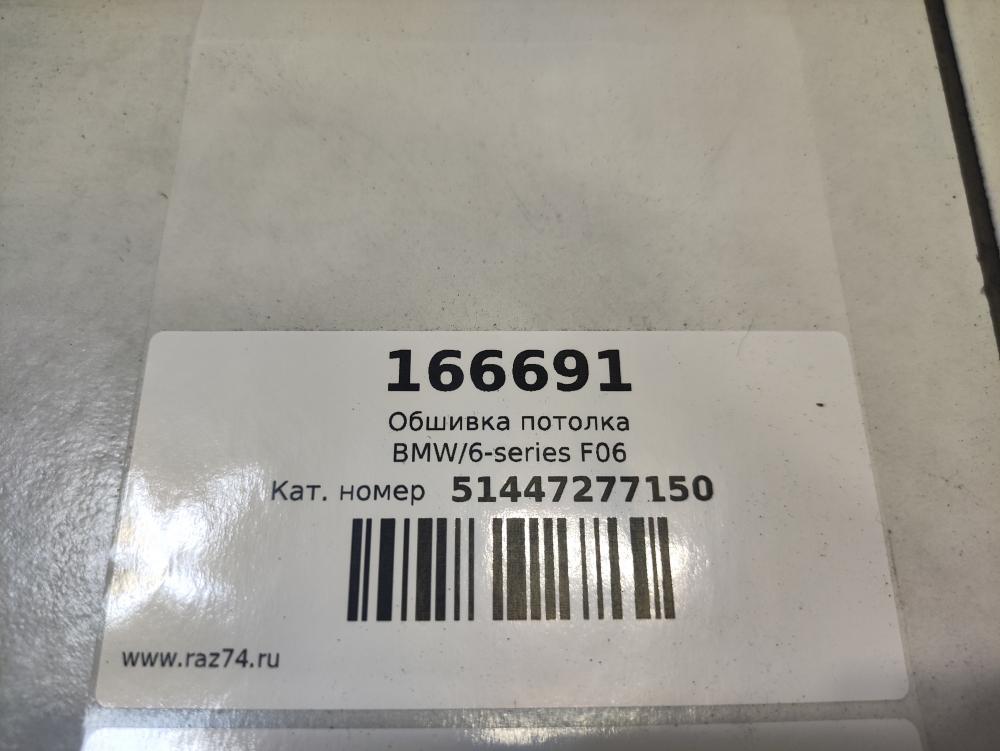 166691
Обшивка потолка
BMW/6-series F06
Кат. номер 51447277150
www.raz74.ru